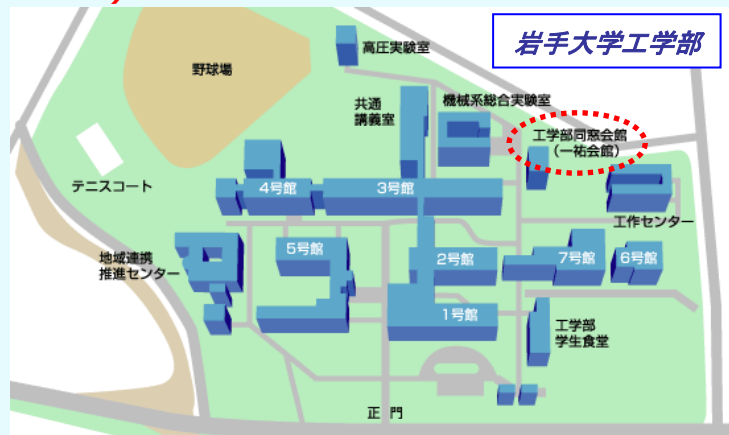 岩手大学工学部
高圧実験室
野球場
共通
講義室
機械系総合実験室
工学部同窓会館
（一祐会館）
テニスコート
4号館
3号館
工作センター
地域連携
推進センター
5号館
2号館
7号館
6号館
1号館
工学部
学生食堂
正 門